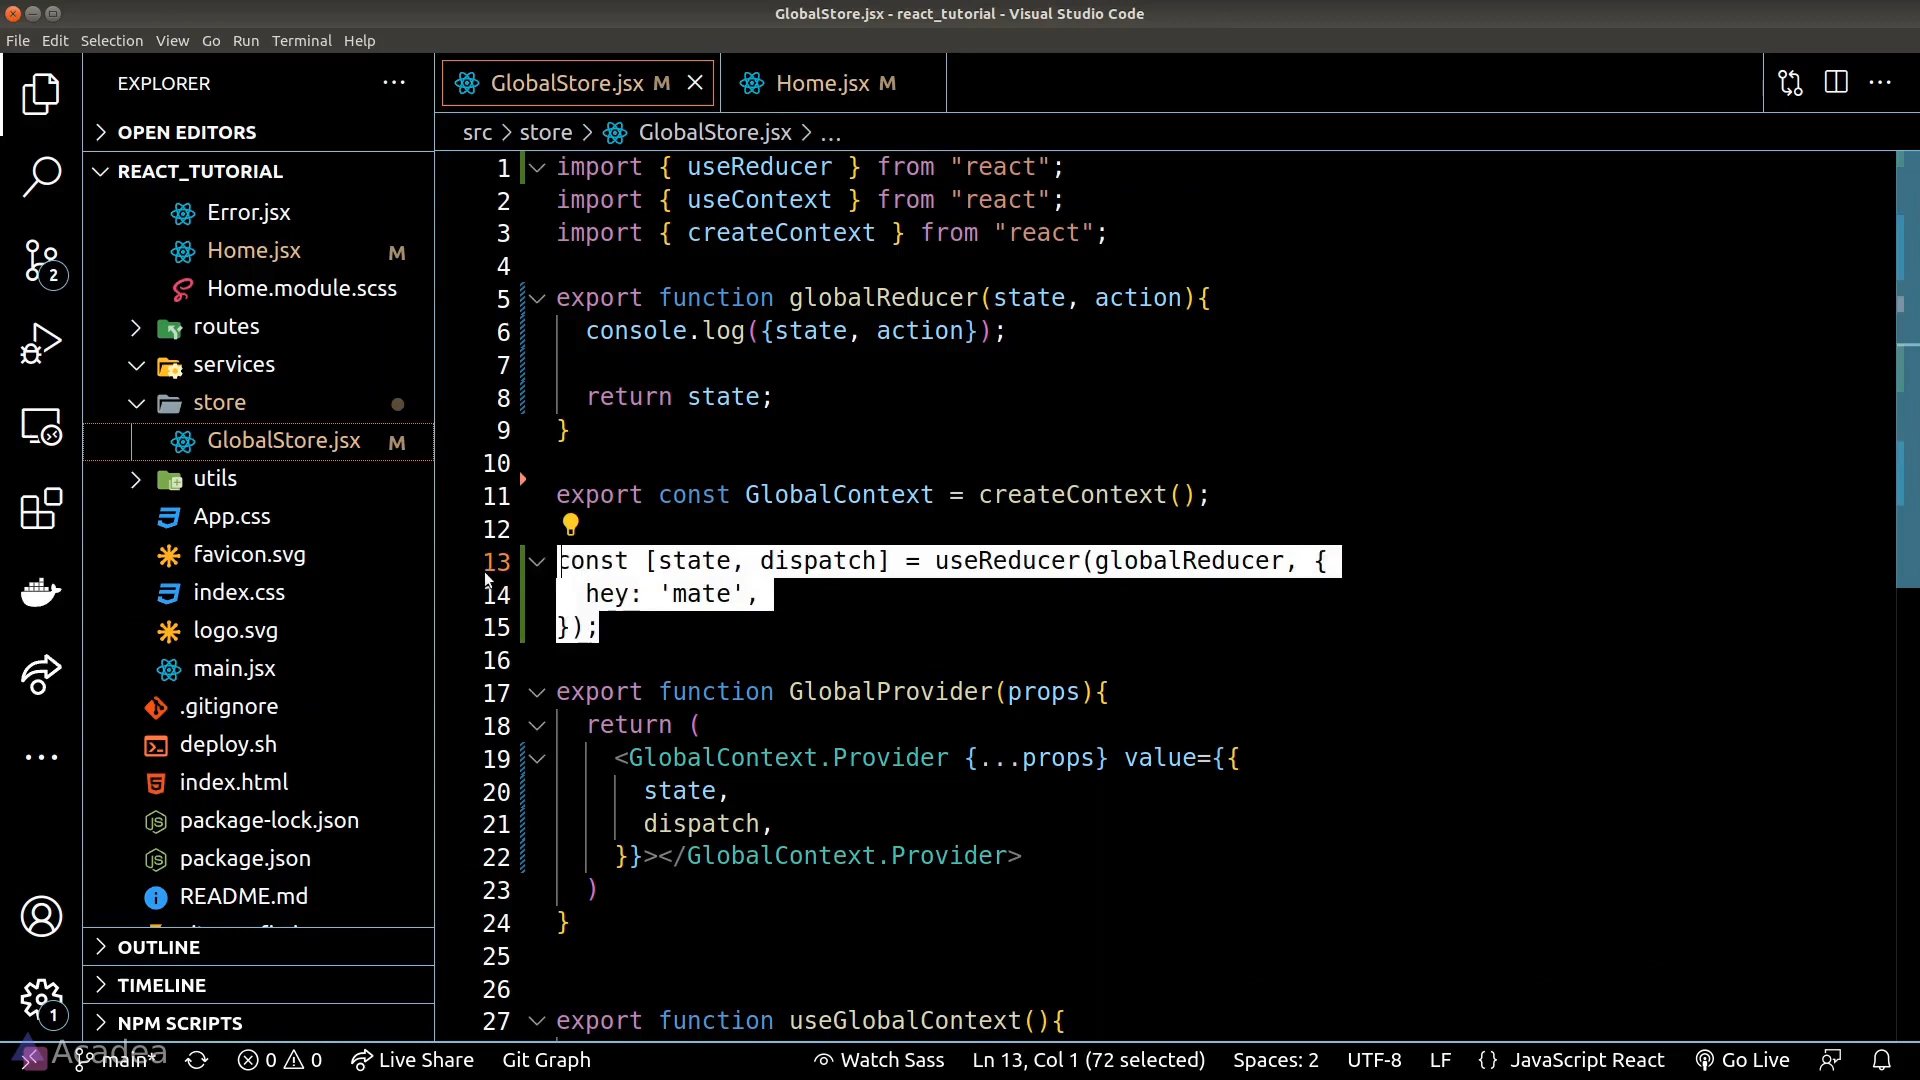 GlobalStore.jsx - react_tutorial - Visual Studio Code
File Edit Selection View Go Run Terminal Help
EXPLORER
OPEN EDITORS
REACT_TUTORIAL
Error.jsx
Home.jsx M
Home.module.scss
routes
services
store
GlobalStore.jsx M
utils
App.css
favicon.svg
index.css
logo.svg
main.jsx
.gitignore
deploy.sh
index.html
package-lock.json
package.json
README.md
OUTLINE
TIMELINE
NPM SCRIPTS
2
1
GlobalStore.jsx M
Home.jsx M
src > store > GlobalStore.jsx > ...
1 import { useReducer } from "react";
2 import { useContext } from "react";
3 import { createContext } from "react";
4
5 export function globalReducer(state, action){
6 console.log({state, action});
7
8 return state;
9 }
10
11 export const GlobalContext = createContext();
12
13 const [state, dispatch] = useReducer(globalReducer, {
14 hey: 'mate',
15 });
16
17 export function GlobalProvider(props){
18 return (
19 <GlobalContext.Provider {...props} value={{
20 state,
21 dispatch,
22 }}></GlobalContext.Provider>
23 )
24 }
25
26
27 export function useGlobalContext(){
Acadea
main* 0 0 Live Share Git Graph Watch Sass Ln 13, Col 1 (72 selected) Spaces: 2 UTF-8 LF {} JavaScript React Go Live